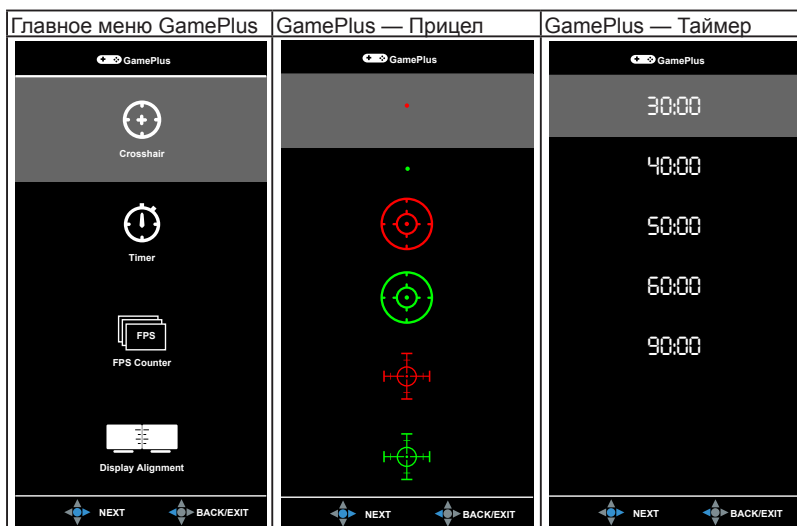 Главное меню GamePlus
GamePlus
Crosshair
Timer
FPS
FPS Counter
Display Alignment
NEXT BACK/EXIT
GamePlus — Прицел
GamePlus
NEXT BACK/EXIT
GamePlus — Таймер
GamePlus
30:00
40:00
50:00
60:00
90:00
NEXT BACK/EXIT